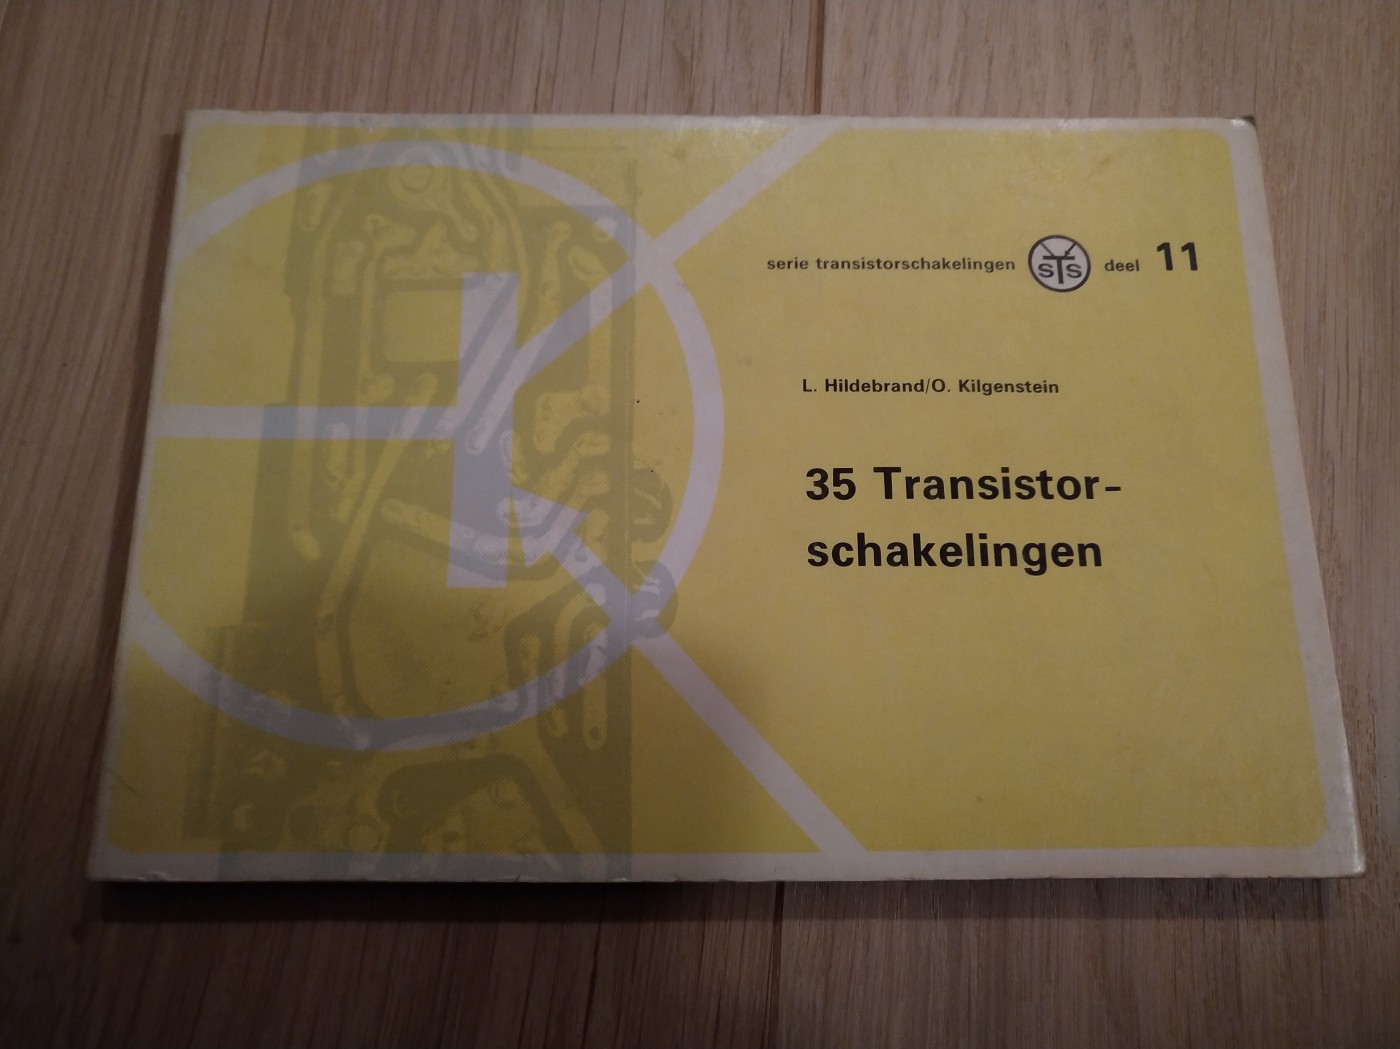 serie transistorschakelingen STS deel 11
L. Hildebrand/O. Kilgenstein
35 Transistor-
schakelingen